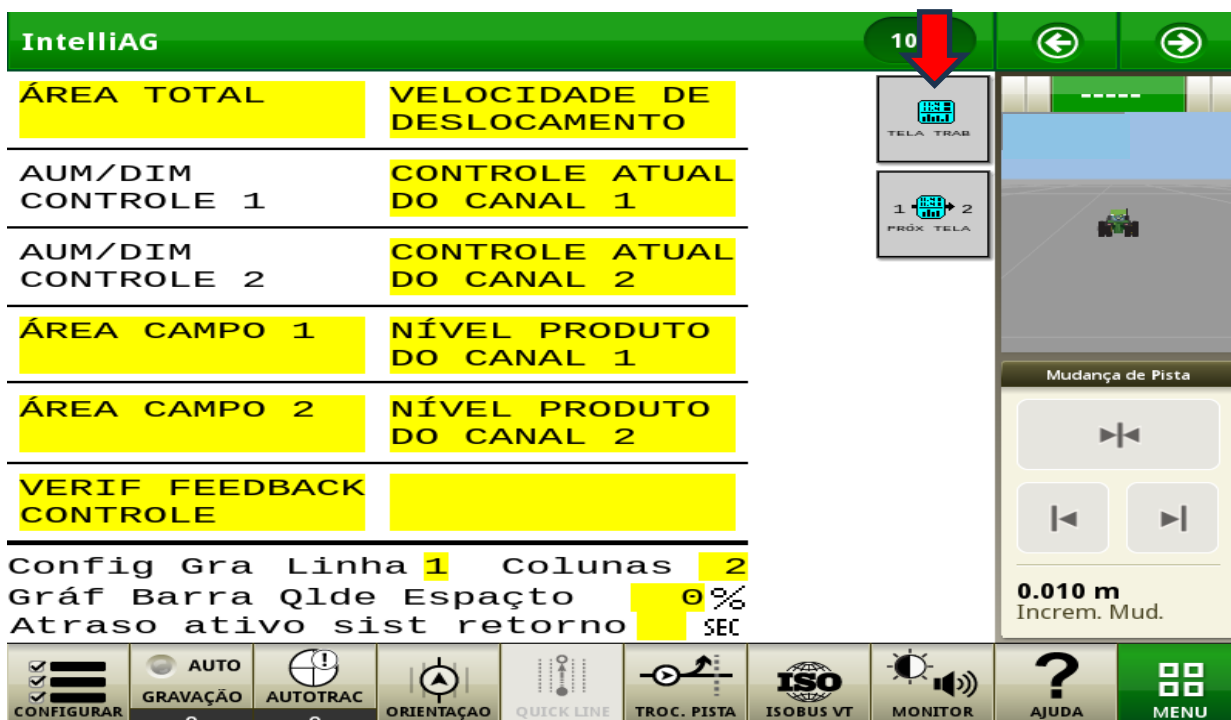 IntelliAG
10
ÁREA TOTAL
VELOCIDADE DE
DESLOCAMENTO
TELA TRAB
AUM/DIM
CONTROLE 1
CONTROLE ATUAL
DO CANAL 1
1 2
PRÓX TELA
AUM/DIM
CONTROLE 2
CONTROLE ATUAL
DO CANAL 2
ÁREA CAMPO 1
NÍVEL PRODUTO
DO CANAL 1
ÁREA CAMPO 2
NÍVEL PRODUTO
DO CANAL 2
VERIF FEEDBACK
CONTROLE
Config Gra Linha 1 Colunas 2
Gráf Barra Qlde Espaçto 0%
Atraso ativo sist retorno SEC
-----
Mudança de Pista
0.010 m
Increm. Mud.
CONFIGURAR
AUTO
GRAVAÇÃO
AUTOTRAC
ORIENTAÇAO
QUICK LINE
TROC. PISTA
ISO
ISOBUS VT
MONITOR
?
AJUDA
MENU